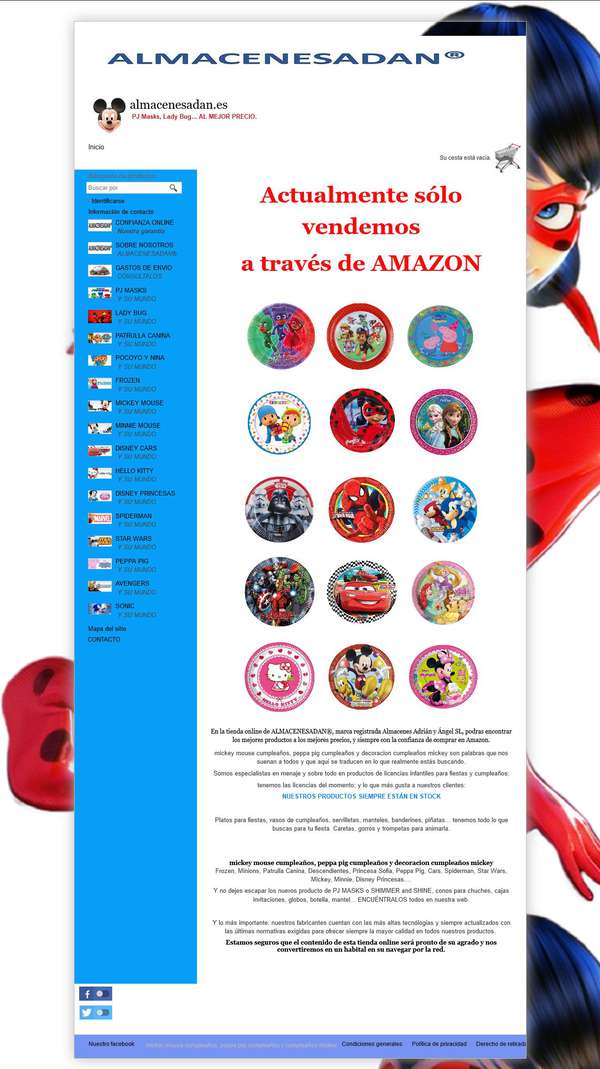 ALMACENESADAN®
almacenesadan.es
PJ Masks, Lady Bug... AL MEJOR PRECIO.
Inicio
Su cesta está vacía.
Búsqueda de productos
Buscar por
Identificarse
Información de contacto
CONFIANZA ONLINE
Nuestra garantía
SOBRE NOSOTROS
ALMACENESADAN®
GASTOS DE ENVIO
CONSÚLTALOS
PJ MASKS
Y SU MUNDO
LADY BUG
Y SU MUNDO
PATRULLA CANINA
Y SU MUNDO
POCOYO Y NINA
Y SU MUNDO
FROZEN
Y SU MUNDO
MICKEY MOUSE
Y SU MUNDO
MINNIE MOUSE
Y SU MUNDO
DISNEY CARS
Y SU MUNDO
HELLO KITTY
Y SU MUNDO
DISNEY PRINCESAS
Y SU MUNDO
SPIDERMAN
Y SU MUNDO
STAR WARS
Y SU MUNDO
PEPPA PIG
Y SU MUNDO
AVENGERS
Y SU MUNDO
SONIC
Y SU MUNDO
Mapa del sitio
CONTACTO
Actualmente sólo
vendemos
a través de AMAZON
En la tienda online de ALMACENESADAN®, marca registrada Almacenes Adrián y Ángel SL, podras encontrar
los mejores productos a los mejores precios, y siempre con la confianza de comprar en Amazon.
mickey mouse cumpleaños, peppa pig cumpleaños y decoracion cumpleaños mickey son palabras que nos
suenan a todos y que aquí se traducen en lo que realmente estás buscando.
Somos especialistas en menaje y sobre todo en productos de licencias infantiles para fiestas y cumpleaños:
tenemos las licencias del momento; y lo que más gusta a nuestros clientes:
NUESTROS PRODUCTOS SIEMPRE ESTÁN EN STOCK
Platos para fiestas, vasos de cumpleaños, servilletas, manteles, banderines, piñatas... tenemos todo lo que
buscas para tu fiesta. Caretas, gorros y trompetas para animarla.
mickey mouse cumpleaños, peppa pig cumpleaños y decoracion cumpleaños mickey
Frozen, Minions, Patrulla Canina, Descendientes, Princesa Sofia, Peppa Pig, Cars, Spiderman, Star Wars,
Mickey, Minnie, Disney Princesas....
Y no dejes escapar los nuevos producto de PJ MASKS o SHIMMER and SHINE, conos para chuches, cajas
invitaciones, globos, botella, mantel... ENCUÉNTRALOS todos en nuestra web.
Y lo más importante: nuestros fabricantes cuentan con las más altas tecnólogias y siempre actualizados con
las últimas normativas exigidas para ofrecer siempre la mayor calidad en todos nuestros productos.
Estamos seguros que el contenido de esta tienda online será pronto de su agrado y nos
convertiremos en un habital en su navegar por la red.
Nuestro facebook
Condiciones generales
Política de privacidad
Derecho de retirada